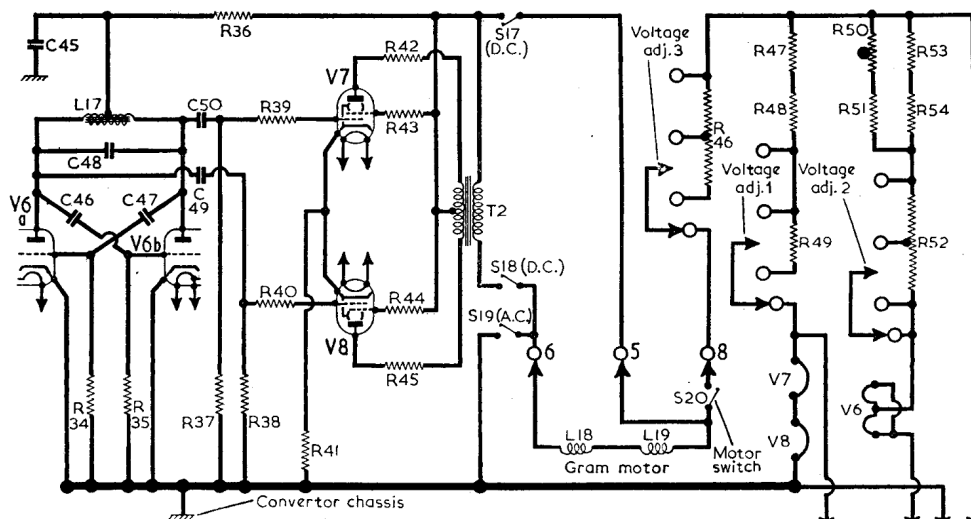 C45
R36
S17
(D.C.)
Voltage
adj.3
R47
R50
R53
R42
V7
L17
C50
R39
R43
R
46
R48
R51
R54
C48
C
49
C46
C47
V6
a
V6b
T2
Voltage
adj.1
Voltage
adj. 2
R49
R52
S18 (D.C.)
S19(A.C.)
R40
R44
V8
R45
6
5
8
S20
V7
V6
R
34
R
35
R37
R38
R41
L18
L19
Gram motor
Motor
switch
V8
Convertor chassis